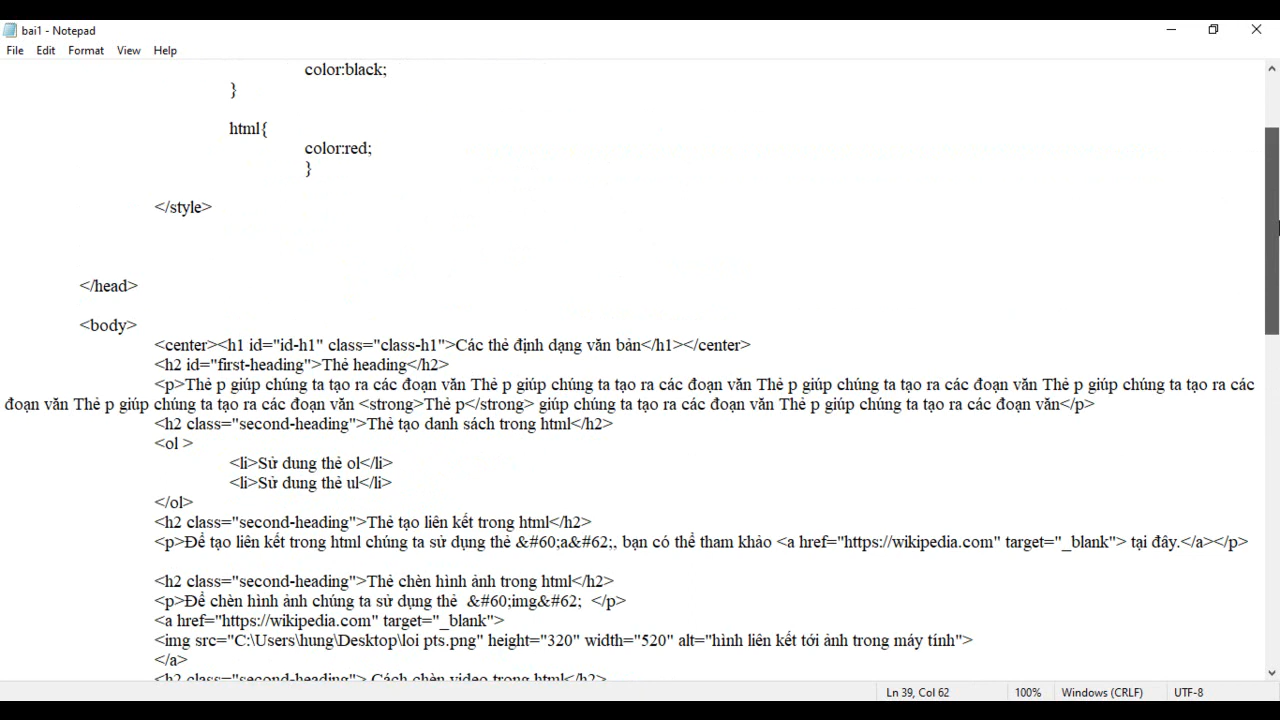 bai1 - Notepad
File Edit Format View Help
color:black;
}
html{
color:red;
}
</style>
</head>
<body>
<center><h1 id="id-h1" class="class-h1">Các thẻ định dạng văn bản</h1></center>
<h2 id="first-heading">Thẻ heading</h2>
<p>Thẻ p giúp chúng ta tạo ra các đoạn văn Thẻ p giúp chúng ta tạo ra các đoạn văn Thẻ p giúp chúng ta tạo ra các đoạn văn Thẻ p giúp chúng ta tạo ra các
đoạn văn Thẻ p giúp chúng ta tạo ra các đoạn văn <strong>Thẻ p</strong> giúp chúng ta tạo ra các đoạn văn Thẻ p giúp chúng ta tạo ra các đoạn văn</p>
<h2 class="second-heading">Thẻ tạo danh sách trong html</h2>
<ol >
<li>Sử dung thẻ ol</li>
<li>Sử dung thẻ ul</li>
</ol>
<h2 class="second-heading">Thẻ tạo liên kết trong html</h2>
<p>Để tạo liên kết trong html chúng ta sử dụng thẻ &#60;a&#62;, bạn có thể tham khảo <a href="https://wikipedia.com" target="_blank"> tại đây.</a></p>
<h2 class="second-heading">Thẻ chèn hình ảnh trong html</h2>
<p>Để chèn hình ảnh chúng ta sử dụng thẻ  &#60;img&#62;  </p>
<a href="https://wikipedia.com" target="_blank">
<img src="C:\Users\hung\Desktop\loi pts.png" height="320" width="520" alt="hình liên kết tới ảnh trong máy tính">
</a>
<h2 class="second-heading"> Cách chèn video trong html</h2>
Ln 39, Col 62 100% Windows (CRLF) UTF-8